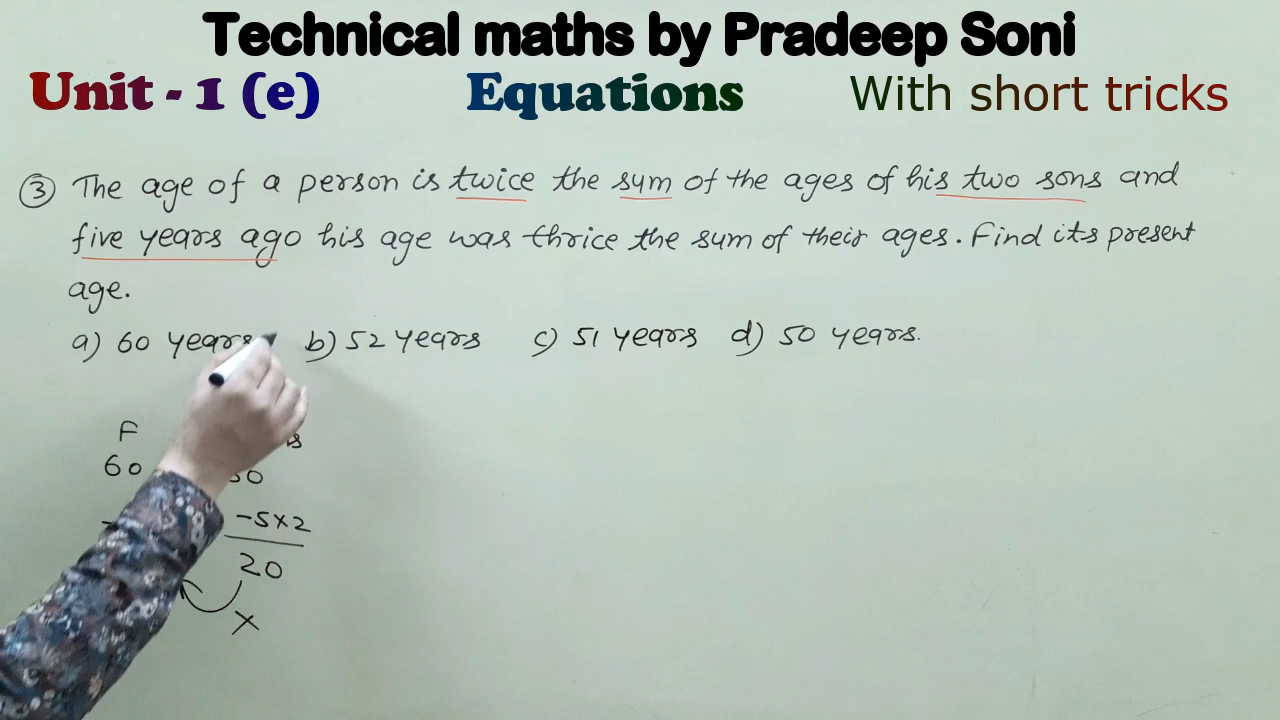 Technical maths by Pradeep Soni
Unit - 1 (e) Equations With short tricks
③ The age of a person is twice the sum of the ages of his two sons and
five years ago his age was thrice the sum of their ages. Find its present
age.
a) 60 years b) 52 years c) 51 years d) 50 years.
F
60
-5×2
20
×